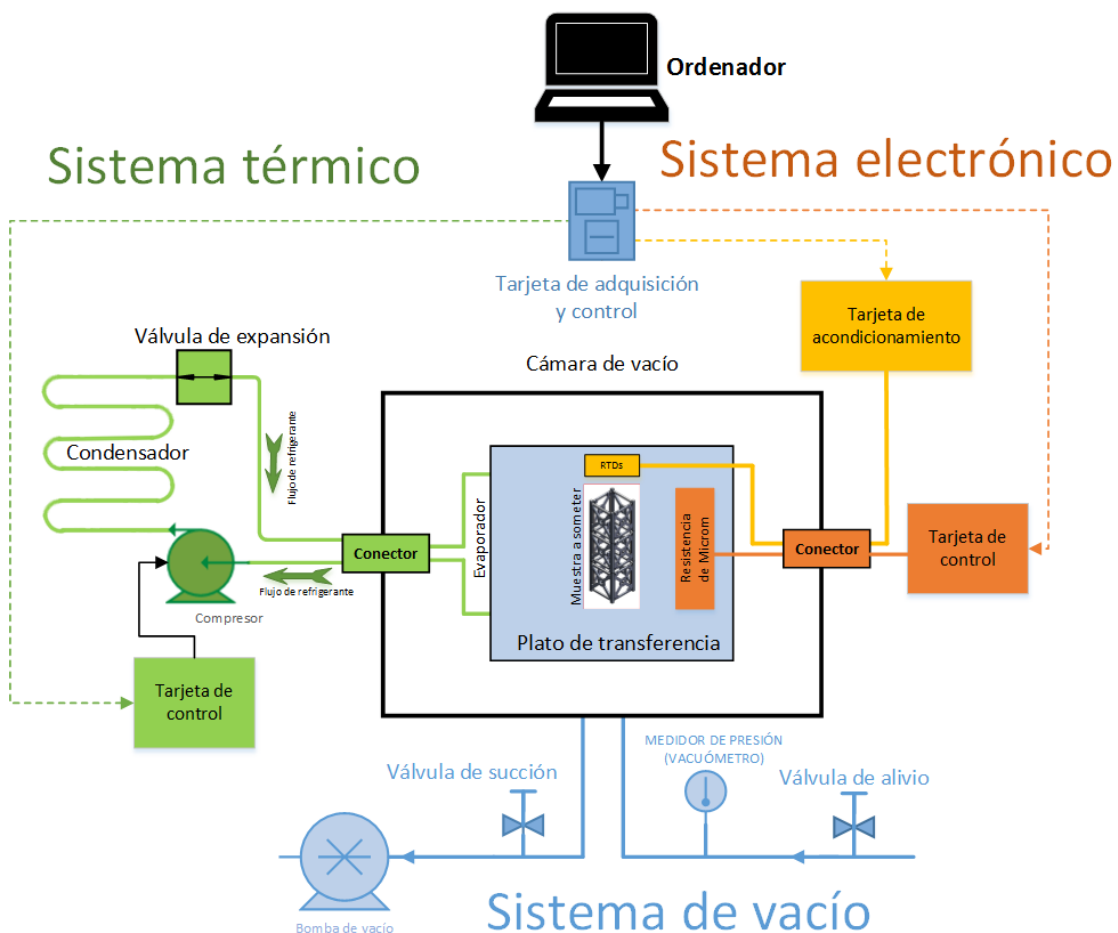 Ordenador
Sistema térmico
Sistema electrónico
Tarjeta de adquisición
y control
Tarjeta de
acondicionamiento
Válvula de expansión
Cámara de vacío
Condensador
Flujo de refrigerante
RTDs
Evaporador
Muestra a someter
Resistencia
de Microm
Conector
Conector
Tarjeta de
control
Flujo de refrigerante
Compresor
Plato de transferencia
Tarjeta de
control
MEDIDOR DE PRESIÓN
(VACUÓMETRO)
Válvula de succión
Válvula de alivio
Sistema de vacío
Bomba de vacío